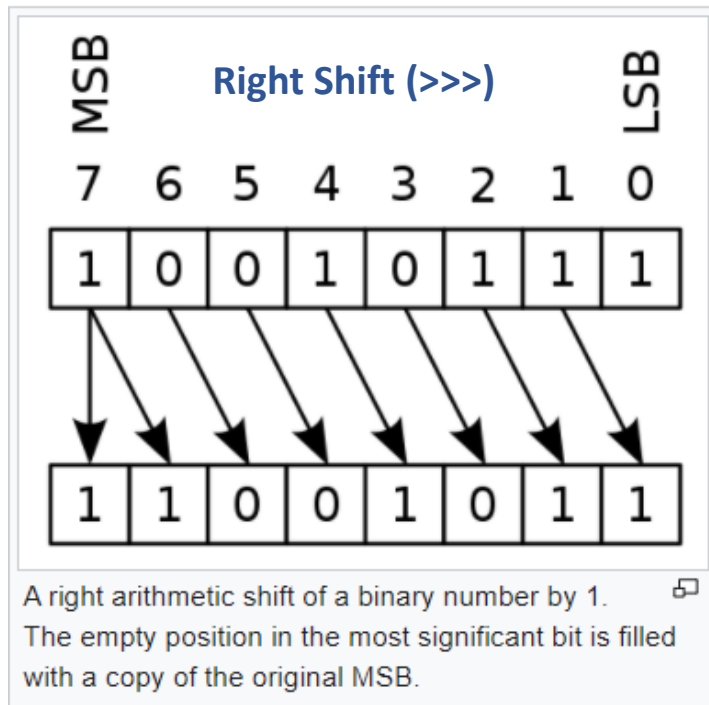 MSB Right Shift (>>>) LSB
7 6 5 4 3 2 1 0
1 0 0 1 0 1 1 1
1 1 0 0 1 0 1 1
A right arithmetic shift of a binary number by 1.
The empty position in the most significant bit is filled
with a copy of the original MSB.